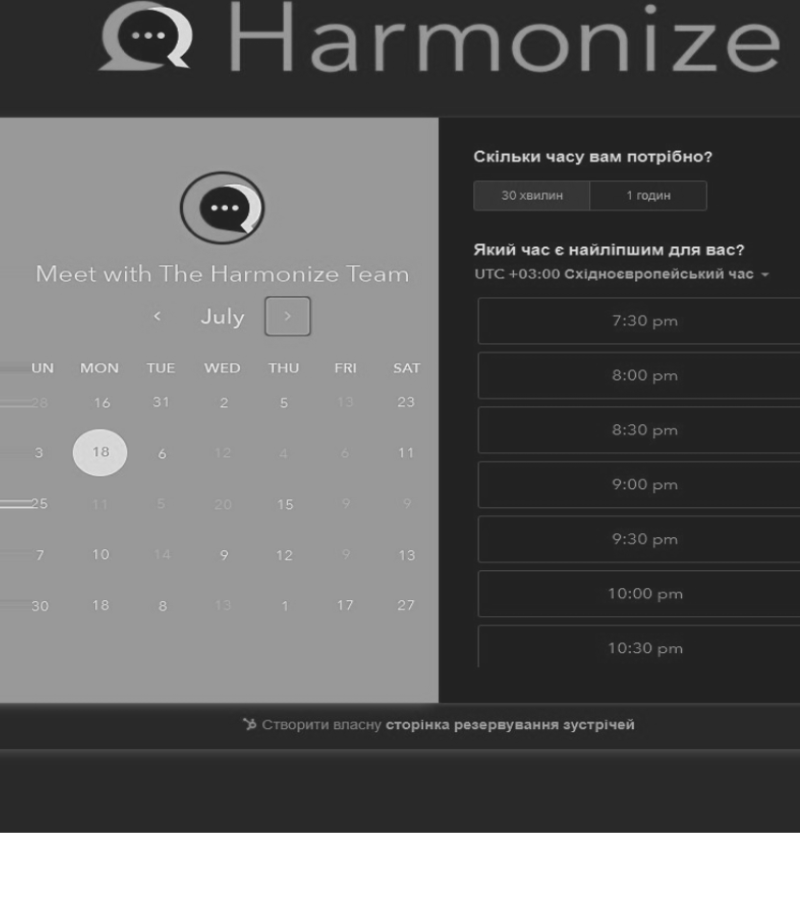 Harmonize
Meet with The Harmonize Team
July
UN MON TUE WED THU FRI SAT
28 16 31 2 5 13 23
3 18 6 12 4 6 11
25 11 5 20 15 9 9
7 10 14 9 12 9 13
30 18 8 13 1 17 27
Скільки часу вам потрібно?
30 хвилин 1 годин
Який час є найліпшим для вас?
UTC +03:00 Східноєвропейський час
7:30 pm
8:00 pm
8:30 pm
9:00 pm
9:30 pm
10:00 pm
10:30 pm
Створити власну сторінка резервування зустрічей